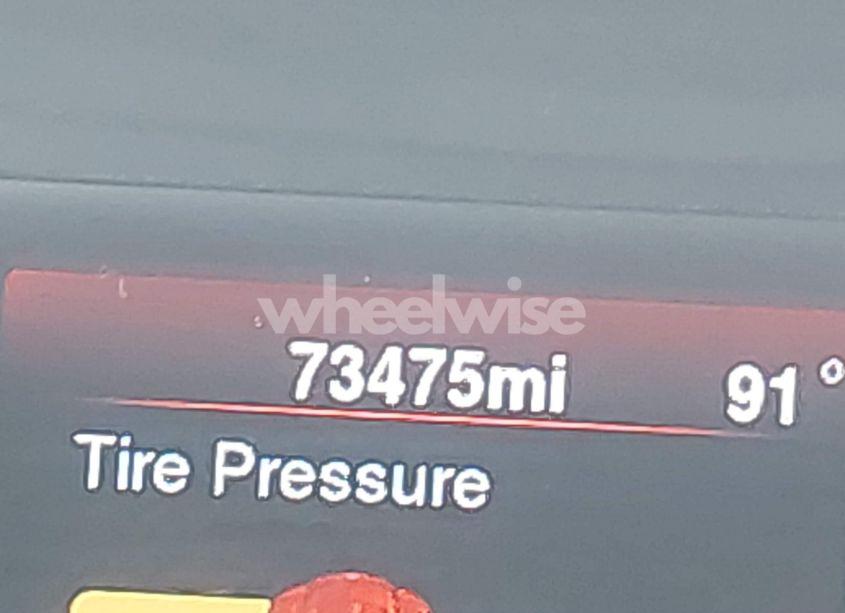 wheelwise
73475mi 91°
Tire Pressure